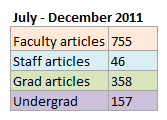 July - December 2011
Faculty articles 755
Staff articles 46
Grad articles 358
Undergrad 157